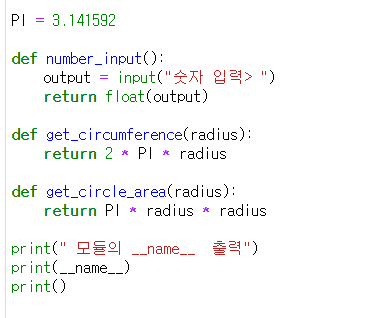 PI = 3.141592
def number_input():
    output = input("숫자 입력> ")
    return float(output)
def get_circumference(radius):
    return 2 * PI * radius
def get_circle_area(radius):
    return PI * radius * radius
print(" 모듈의 __name__  출력")
print(__name__)
print()